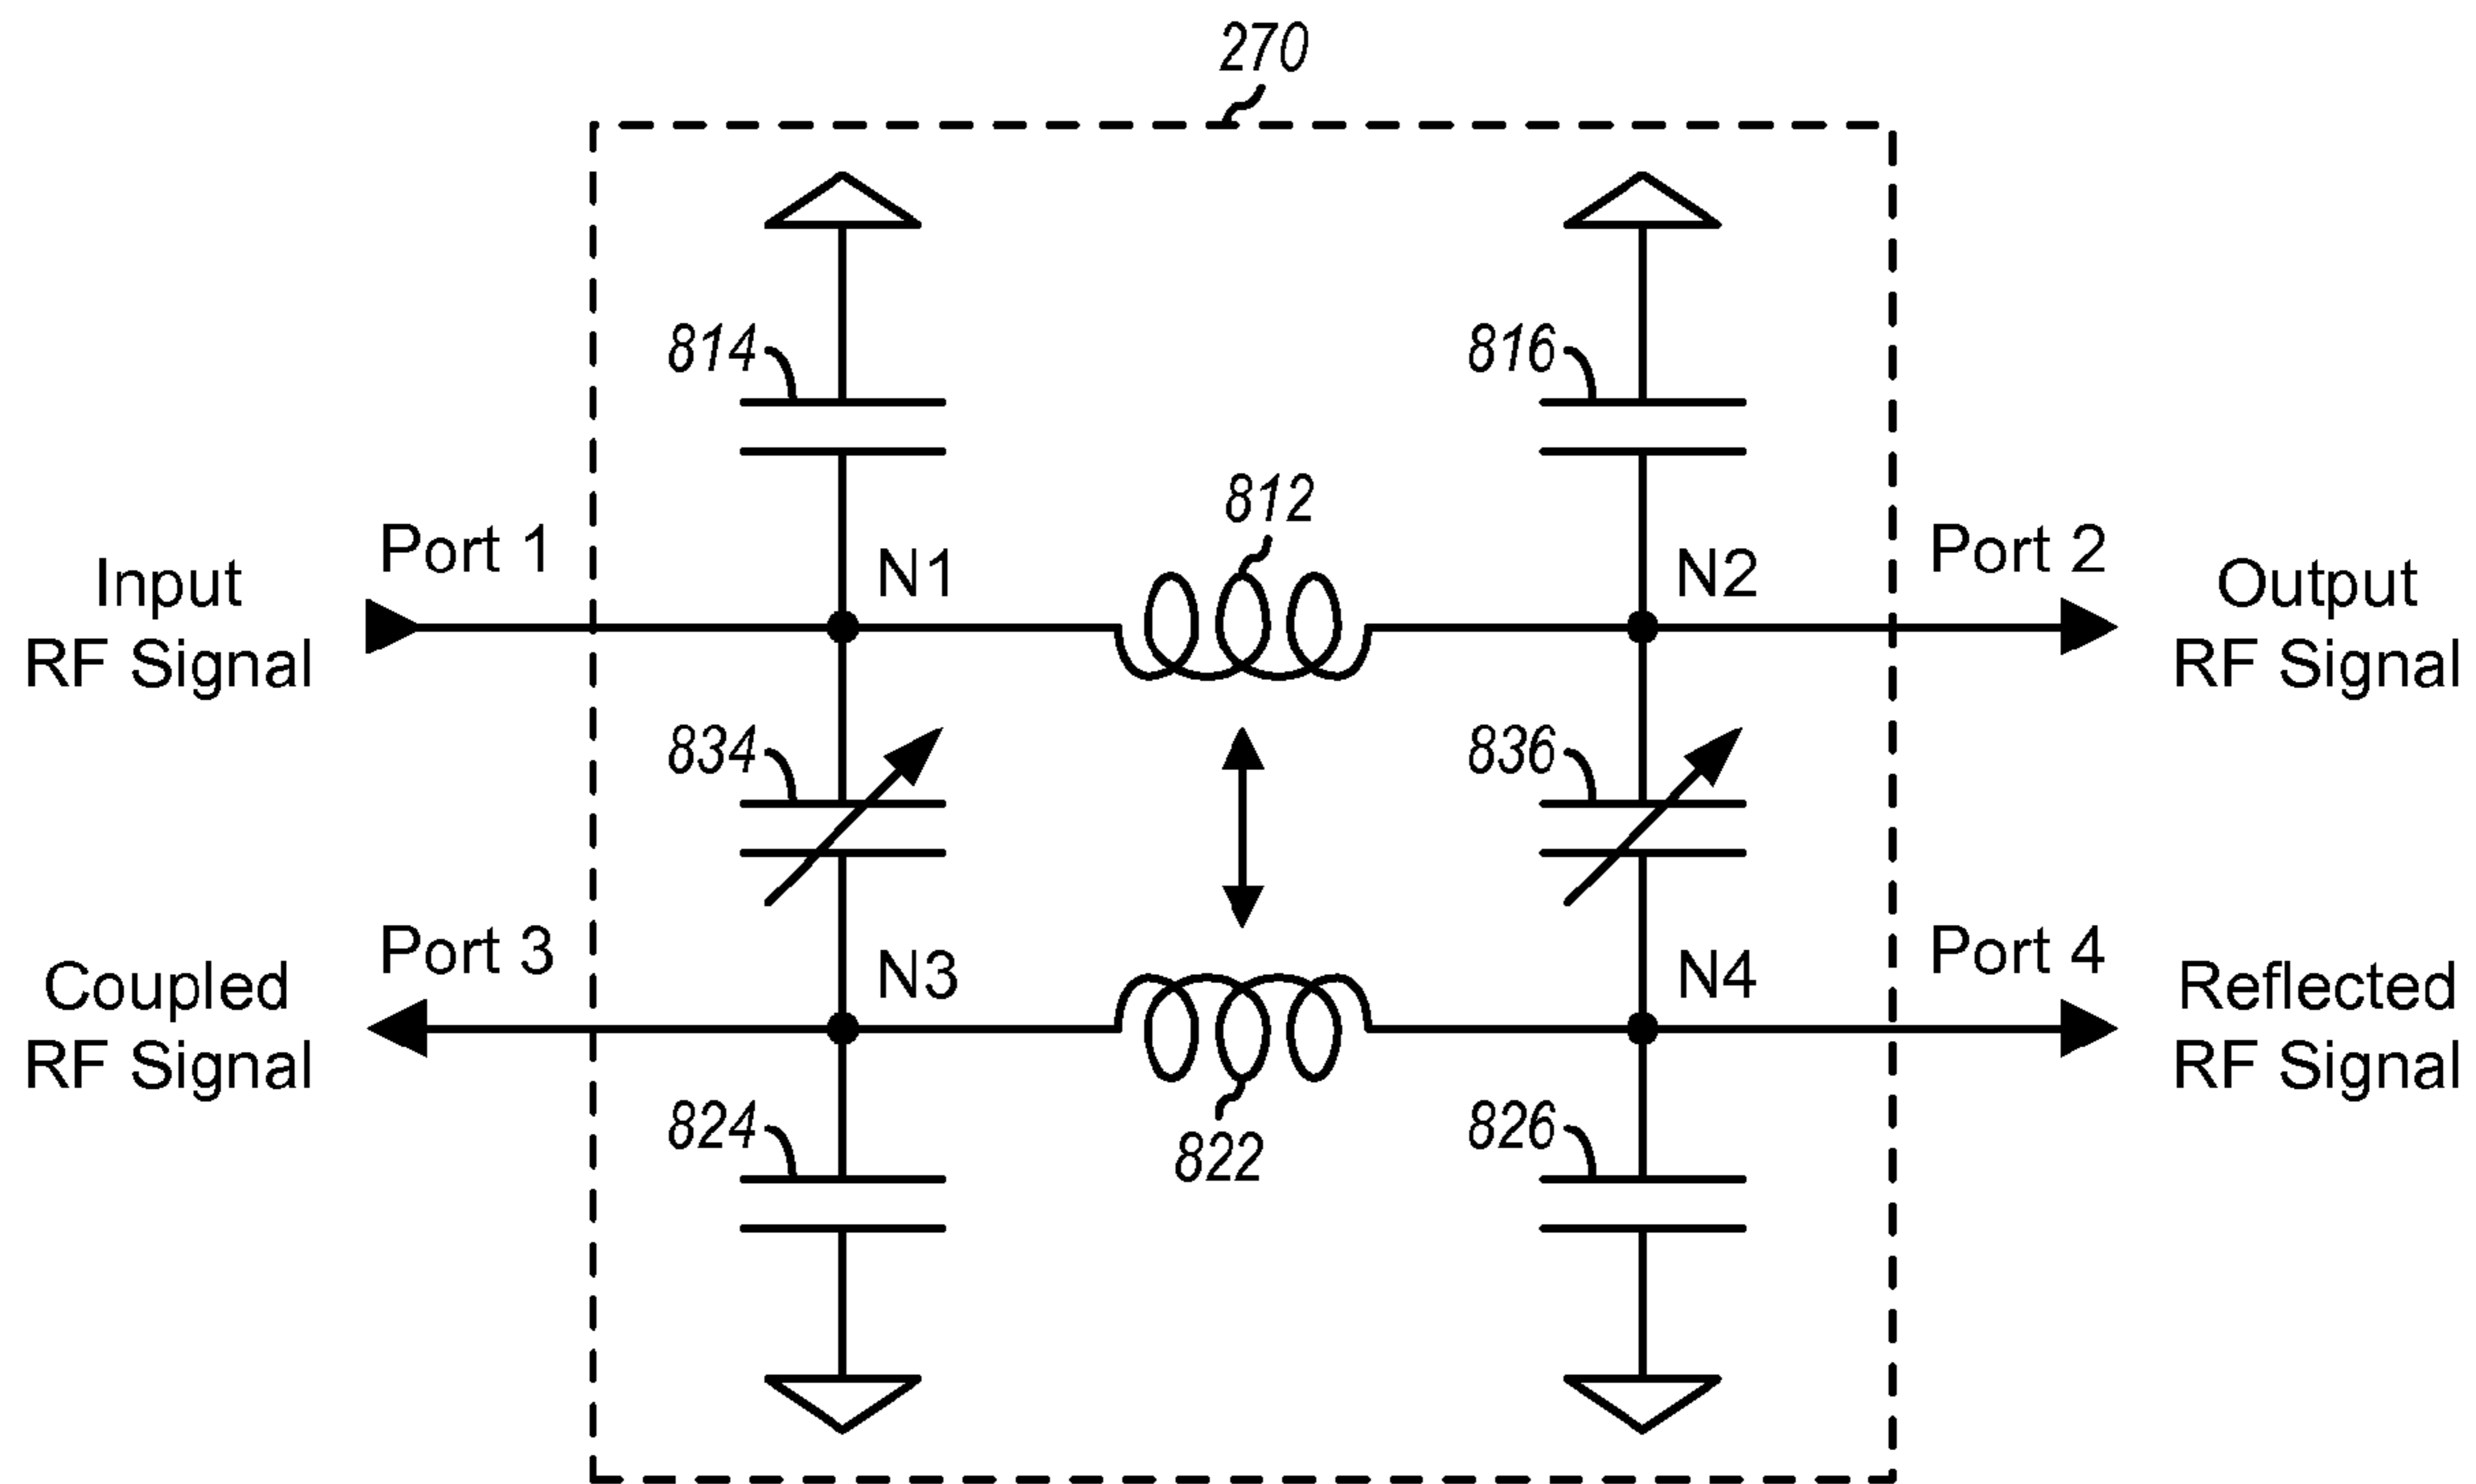 270
814
816
812
Port 1
N1
N2
Port 2
Input
RF Signal
Output
RF Signal
834
836
Port 3
N3
N4
Port 4
Coupled
RF Signal
Reflected
RF Signal
824
822
826